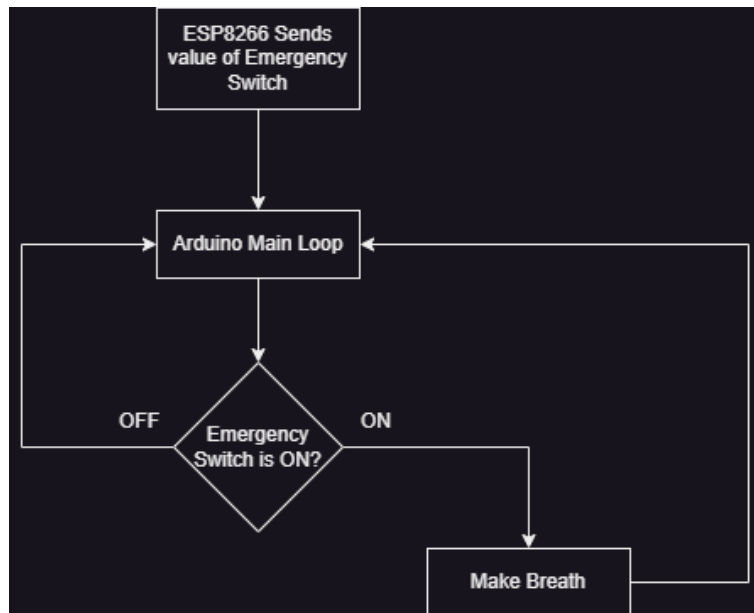 ESP8266 Sends
value of Emergency
Switch
Arduino Main Loop
OFF
ON
Emergency
Switch is ON?
Make Breath